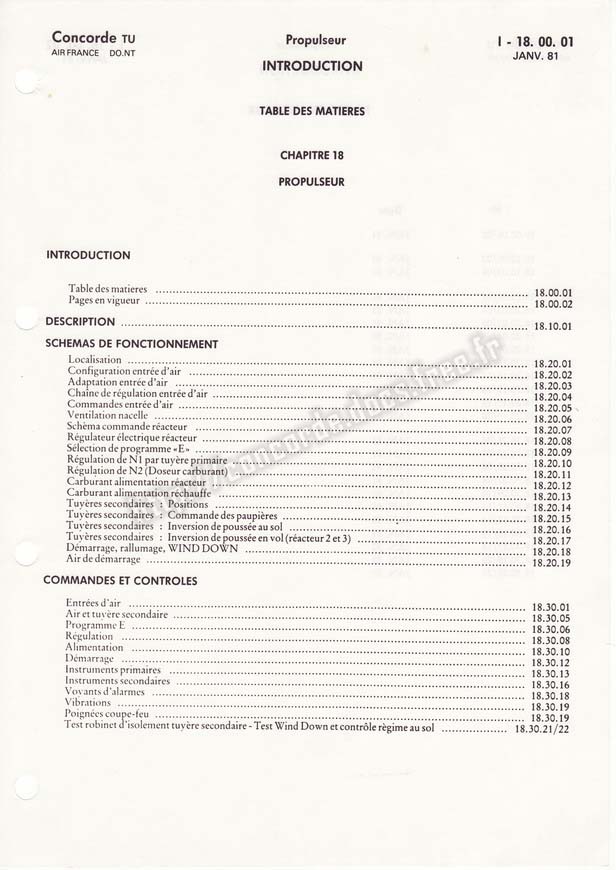 Concorde TU
AIR FRANCE DO.NT
Propulseur
INTRODUCTION
I - 18. 00. 01
JANV. 81
TABLE DES MATIERES
CHAPITRE 18
PROPULSEUR
INTRODUCTION
Table des matieres ........ 18.00.01
Pages en vigueur ........ 18.00.02
DESCRIPTION ........ 18.10.01
SCHEMAS DE FONCTIONNEMENT
Localisation ........ 18.20.01
Configuration entrée d'air ........ 18.20.02
Adaptation entrée d'air ........ 18.20.03
Chaîne de régulation entrée d'air ........ 18.20.04
Commandes entrée d'air ........ 18.20.05
Ventilation nacelle ........ 18.20.06
Schèma commande réacteur ........ 18.20.07
Régulateur électrique réacteur ........ 18.20.08
Sélection de programme «E» ........ 18.20.09
Régulation de N1 par tuyère primaire ........ 18.20.10
Régulation de N2 (Doseur carburant) ........ 18.20.11
Carburant alimentation réacteur ........ 18.20.12
Carburant alimentation réchauffe ........ 18.20.13
Tuyères secondaires : Positions ........ 18.20.14
Tuyères secondaires : Commande des paupières ........ 18.20.15
Tuyères secondaires : Inversion de poussée au sol ........ 18.20.16
Tuyères secondaires : Inversion de poussée en vol (réacteur 2 et 3) ........ 18.20.17
Démarrage, rallumage, WIND DOWN ........ 18.20.18
Air de démarrage ........ 18.20.19
COMMANDES ET CONTROLES
Entrées d'air ........ 18.30.01
Air et tuyère secondaire ........ 18.30.05
Programme E ........ 18.30.06
Régulation ........ 18.30.08
Alimentation ........ 18.30.10
Démarrage ........ 18.30.12
Instruments primaires ........ 18.30.13
Instruments secondaires ........ 18.30.16
Voyants d'alarmes ........ 18.30.18
Vibrations ........ 18.30.19
Poignées coupe-feu ........ 18.30.19
Test robinet d'isolement tuyère secondaire - Test Wind Down et contrôle règime au sol ........ 18.30.21/22